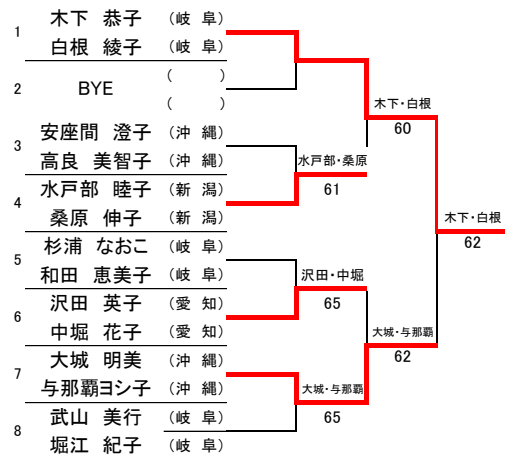 1 木下 恭子 (岐 阜)
白根 綾子 (岐 阜)
2 BYE ( )
( )
3 安座間 澄子 (沖 縄)
高良 美智子 (沖 縄)
4 水戸部 睦子 (新 潟)
桑原 伸子 (新 潟)
5 杉浦 なおこ (岐 阜)
和田 恵美子 (岐 阜)
6 沢田 英子 (愛 知)
中堀 花子 (愛 知)
7 大城 明美 (沖 縄)
与那覇ヨシ子 (沖 縄)
8 武山 美行 (岐 阜)
堀江 紀子 (岐 阜)
水戸部・桑原
61
沢田・中堀
65
大城・与那覇
65
木下・白根
60
大城・与那覇
62
木下・白根
62